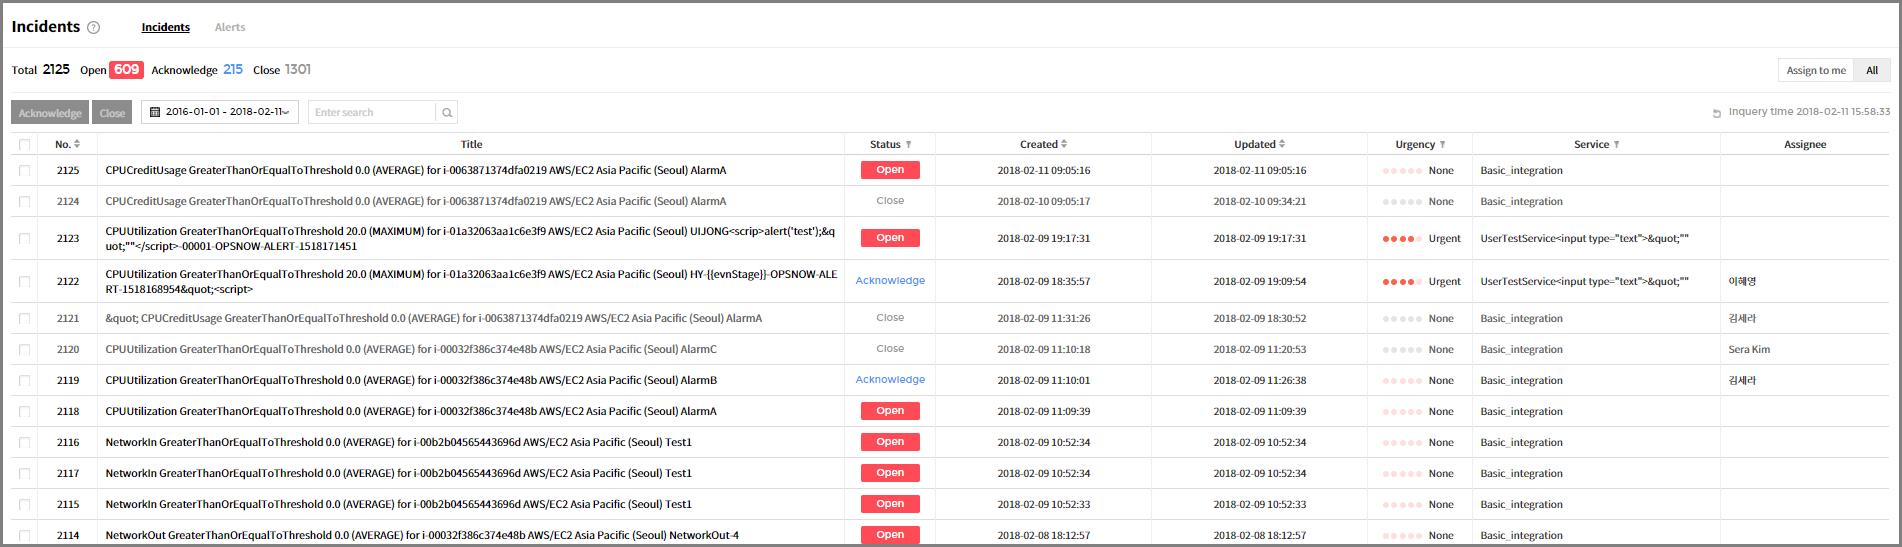 Incidents ? Incidents Alerts
Total 2125 Open 609 Acknowledge 215 Close 1301 Assign to me All
Acknowledge Close 2016-01-01 - 2018-02-11 Enter search Inquery time 2018-02-11 15:58:33
No. Title Status Created Updated Urgency Service Assignee
2125 CPUCreditUsage GreaterThanOrEqualToThreshold 0.0 (AVERAGE) for i-0063871374dfa0219 AWS/EC2 Asia Pacific (Seoul) AlarmA Open 2018-02-11 09:05:16 2018-02-11 09:05:16 None Basic_integration
2124 CPUCreditUsage GreaterThanOrEqualToThreshold 0.0 (AVERAGE) for i-0063871374dfa0219 AWS/EC2 Asia Pacific (Seoul) AlarmA Close 2018-02-10 09:05:17 2018-02-10 09:34:21 None Basic_integration
CPUUtilization GreaterThanOrEqualToThreshold 20.0 (MAXIMUM) for i-01a32063aa1c6e3f9 AWS/EC2 Asia Pacific (Seoul) UIJONG<scrip>alert('test');&q
2123 uot;""</script>-00001-OPSNOW-ALERT-1518171451 Open 2018-02-09 19:17:31 2018-02-09 19:17:31 Urgent UserTestService<input type="text">&quot;""
CPUUtilization GreaterThanOrEqualToThreshold 20.0 (MAXIMUM) for i-01a32063aa1c6e3f9 AWS/EC2 Asia Pacific (Seoul) HY-{{evnStage}}-OPSNOW-ALE
2122 RT-1518168954&quot;<script> Acknowledge 2018-02-09 18:35:57 2018-02-09 19:09:54 Urgent UserTestService<input type="text">&quot;"" 이혜영
2121 &quot; CPUCreditUsage GreaterThanOrEqualToThreshold 0.0 (AVERAGE) for i-0063871374dfa0219 AWS/EC2 Asia Pacific (Seoul) AlarmA Close 2018-02-09 11:31:26 2018-02-09 18:30:52 None Basic_integration 김세라
2120 CPUUtilization GreaterThanOrEqualToThreshold 0.0 (AVERAGE) for i-00032f386c374e48b AWS/EC2 Asia Pacific (Seoul) AlarmC Close 2018-02-09 11:10:18 2018-02-09 11:20:53 None Basic_integration Sera Kim
2119 CPUUtilization GreaterThanOrEqualToThreshold 0.0 (AVERAGE) for i-00032f386c374e48b AWS/EC2 Asia Pacific (Seoul) AlarmB Acknowledge 2018-02-09 11:10:01 2018-02-09 11:26:38 None Basic_integration 김세라
2118 CPUUtilization GreaterThanOrEqualToThreshold 0.0 (AVERAGE) for i-00032f386c374e48b AWS/EC2 Asia Pacific (Seoul) AlarmA Open 2018-02-09 11:09:39 2018-02-09 11:09:39 None Basic_integration
2116 NetworkIn GreaterThanOrEqualToThreshold 0.0 (AVERAGE) for i-00b2b04565443696d AWS/EC2 Asia Pacific (Seoul) Test1 Open 2018-02-09 10:52:34 2018-02-09 10:52:34 None Basic_integration
2117 NetworkIn GreaterThanOrEqualToThreshold 0.0 (AVERAGE) for i-00b2b04565443696d AWS/EC2 Asia Pacific (Seoul) Test1 Open 2018-02-09 10:52:34 2018-02-09 10:52:34 None Basic_integration
2115 NetworkIn GreaterThanOrEqualToThreshold 0.0 (AVERAGE) for i-00b2b04565443696d AWS/EC2 Asia Pacific (Seoul) Test1 Open 2018-02-09 10:52:33 2018-02-09 10:52:33 None Basic_integration
2114 NetworkOut GreaterThanOrEqualToThreshold 0.0 (AVERAGE) for i-00032f386c374e48b AWS/EC2 Asia Pacific (Seoul) NetworkOut-4 Open 2018-02-08 18:12:57 2018-02-08 18:12:57 None Basic_integration